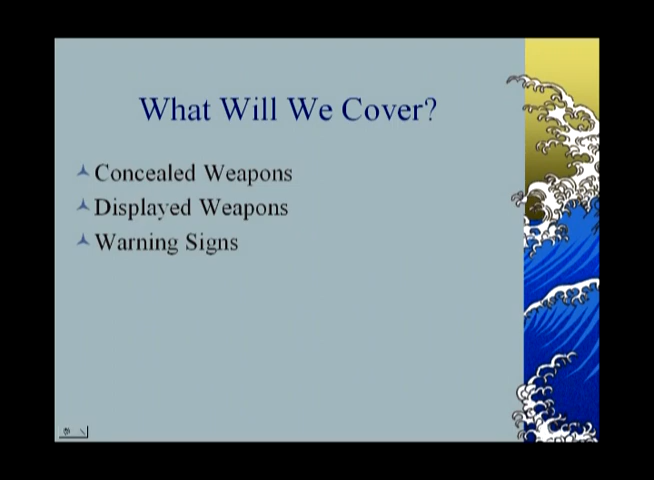 What Will We Cover?
Concealed Weapons
Displayed Weapons
Warning Signs